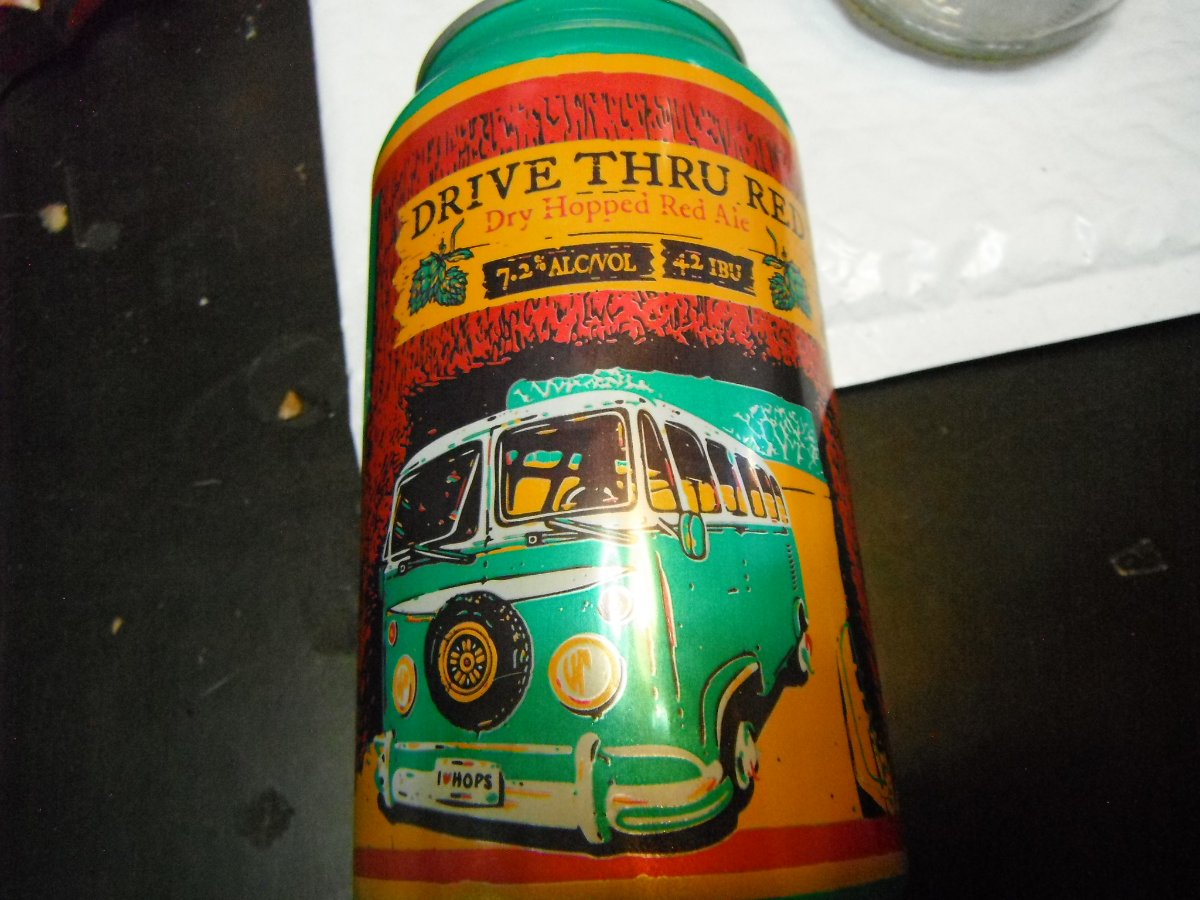 DRIVE THRU RED
Dry Hopped Red Ale
7.2% ALC/VOL 42 IBU
I♥HOPS